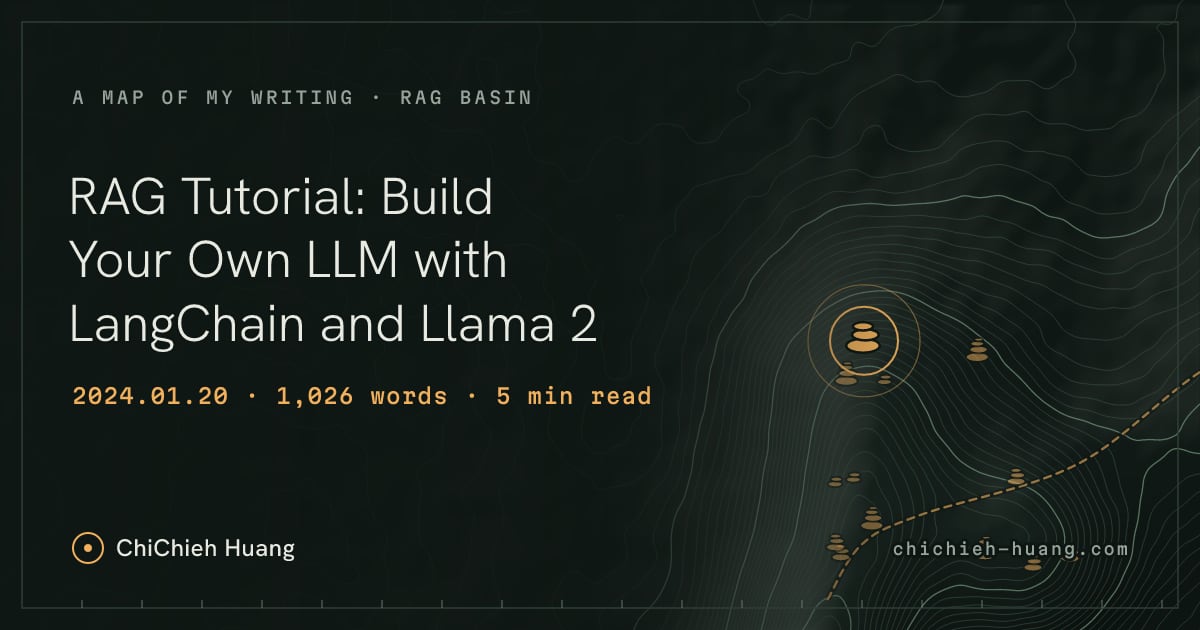 A MAP OF MY WRITING · RAG BASIN
RAG Tutorial: Build
Your Own LLM with
LangChain and Llama 2
2024.01.20 · 1,026 words · 5 min read
ChiChieh Huang
chichieh-huang.com